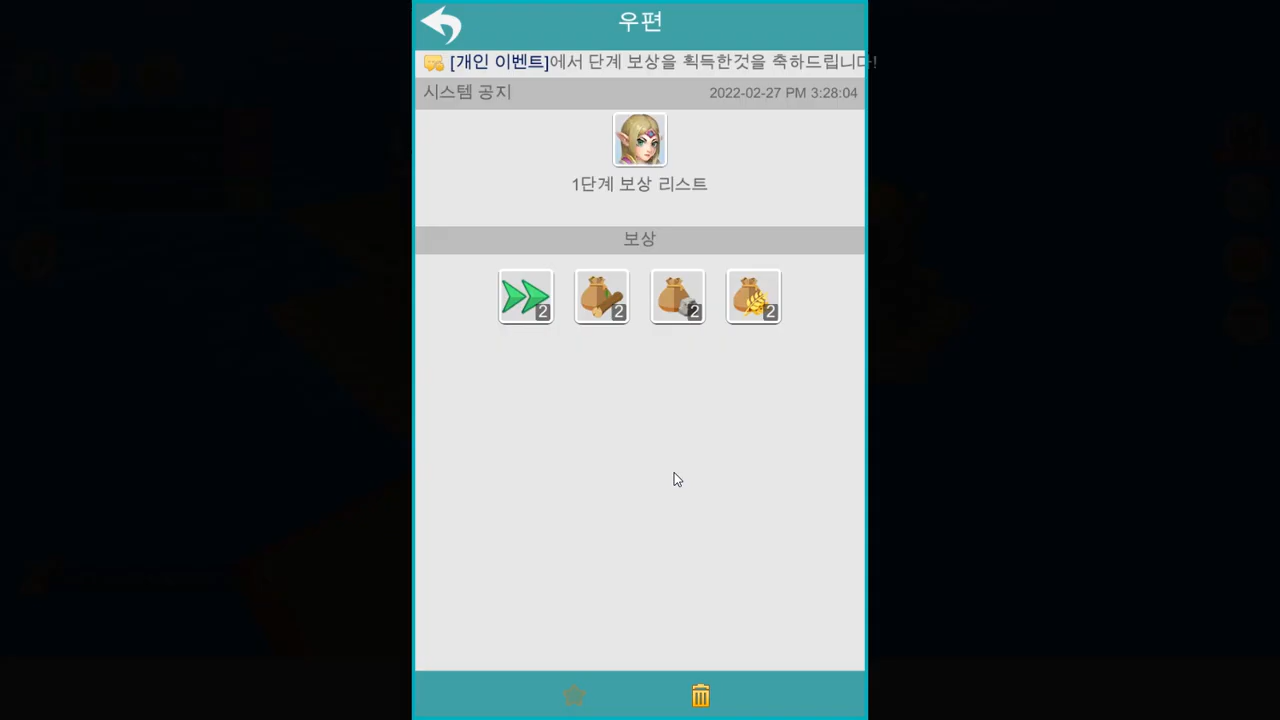 우편
[개인 이벤트]에서 단계 보상을 획득한것을 축하드립니다!
시스템 공지 2022-02-27 PM 3:28:04
1단계 보상 리스트
보상
2 2 2 2